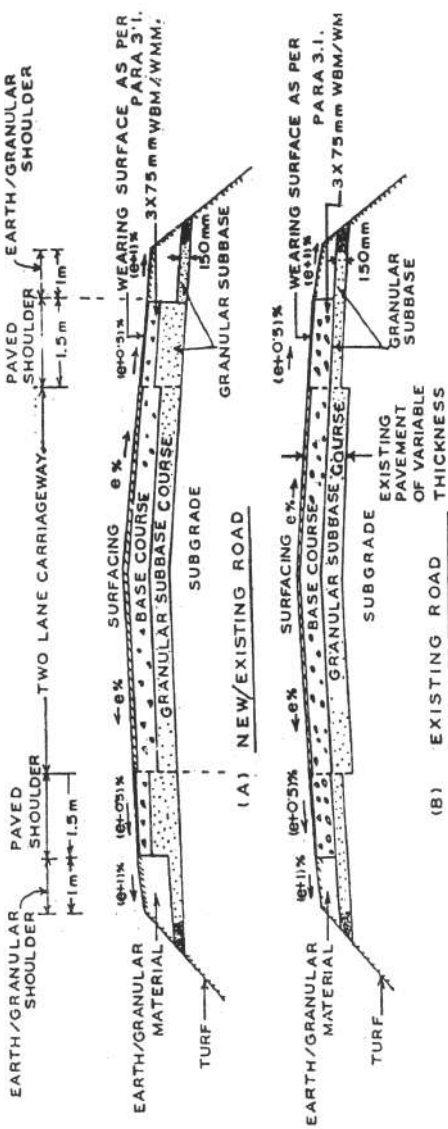 EARTH/GRANULAR
SHOULDER
1m
PAVED
SHOULDER
1.5m
TWO LANE CARRIAGEWAY
PAVED
SHOULDER
1.5m
EARTH/GRANULAR
SHOULDER
1m
EARTH/GRANULAR
MATERIAL
TURF
(e+1)%
(e+0.5)%
e%
SURFACING
BASE COURSE
GRANULAR SUBBASE COURSE
SUBGRADE
e%
(e+0.5)%
(e+1)%
WEARING SURFACE AS PER
PARA 3.1.
3X75mm WBM/WMM.
150mm
GRANULAR SUBBASE
(A) NEW/EXISTING ROAD
EARTH/GRANULAR
MATERIAL
TURF
(e+1)%
(e+0.5)%
e%
SURFACING
BASE COURSE
GRANULAR SUBBASE COURSE
SUBGRADE
e%
(e+0.5)%
(e+1)%
WEARING SURFACE AS PER
PARA 3.1.
3X75mm WBM/WM
150mm
GRANULAR
SUBBASE
EXISTING
PAVEMENT
OF VARIABLE
THICKNESS
(B) EXISTING ROAD